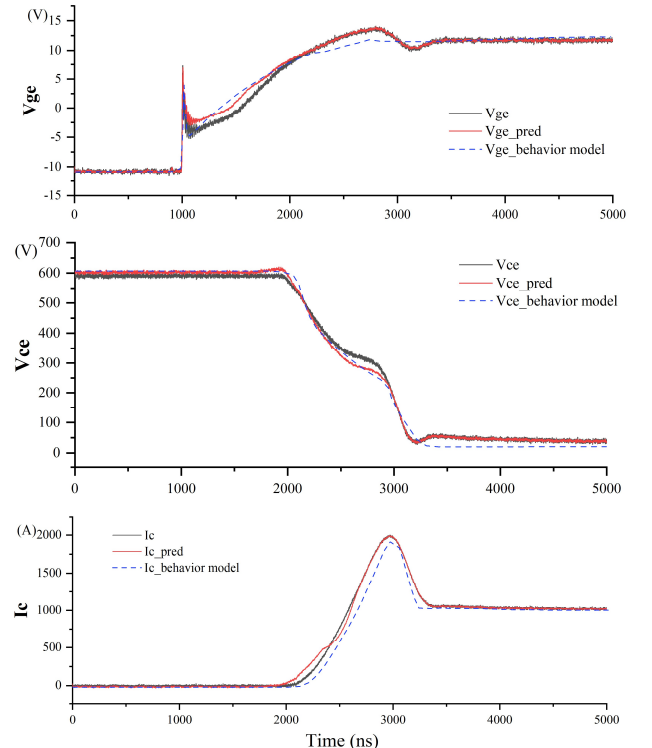 (V)
15
10
5
0
-5
-10
-15
Vge
Vge
Vge_pred
Vge_behavior model
0
1000
2000
3000
4000
5000
(V)
700
600
500
400
300
200
100
0
Vce
Vce
Vce_pred
Vce_behavior model
0
1000
2000
3000
4000
5000
(A)
2000
1500
1000
500
0
Ic
Ic
Ic_pred
Ic_behavior model
0
1000
2000
3000
4000
5000
Time (ns)